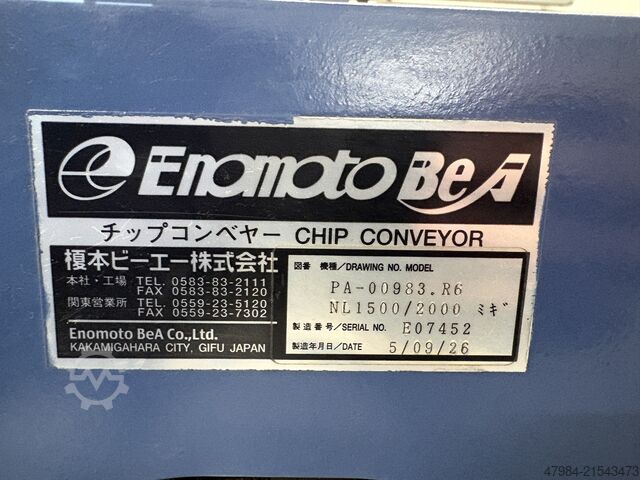 Enomoto BeA
チップコンベヤー CHIP CONVEYOR
榎本ビーエー株式会社
本社・工場 TEL. 0583-83-2111
FAX 0583-83-2120
関東営業所 TEL. 0559-23-5120
FAX 0559-23-7302
Enomoto BeA Co.,Ltd.
KAKAMIGAHARA CITY, GIFU JAPAN
図番 機種/DRAWING NO. MODEL
PA-00983.R6
NL1500/2000 ミギ
製造番号/SERIAL NO. E07452
製造年月日/DATE 5/09/26
47984-21543473